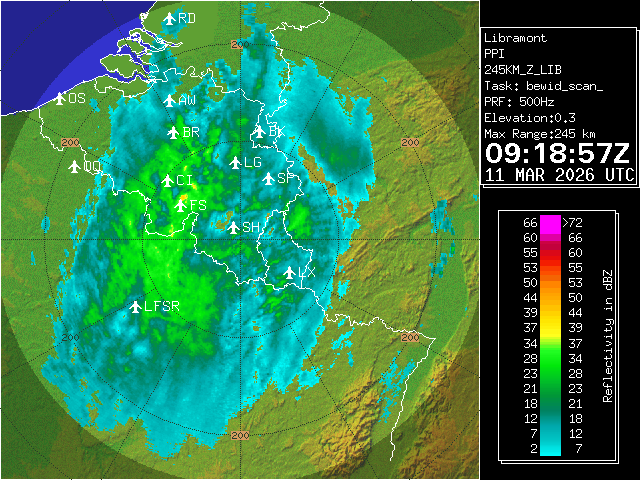 RD
200
OS
AW
BR
BK
200
200
LG
OQ
CI
SP
FS
SH
LX
LFSR
200
200
200
Libramont
PPI
245KM_Z_LIB
Task: bewid_scan_
PRF: 500Hz
Elevation:0.3
Max Range:245 km
09:18:57Z
11 MAR 2026 UTC
66 >72
60 66
55 60
53 55
50 53
44 50
39 44
37 39
34 37
28 34
23 28
21 23
18 21
12 18
7 12
2 7
Reflectivity in dBZ